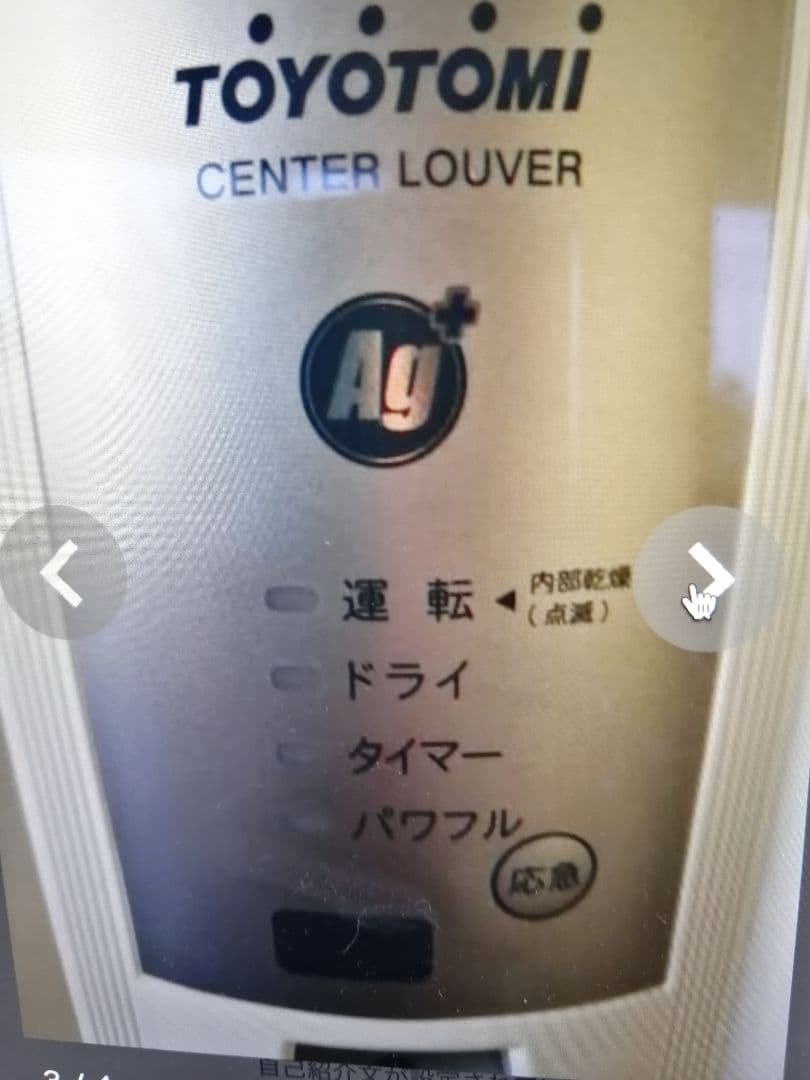 TOYOTOMI
CENTER LOUVER
Ag+
運転 ◀ 内部乾燥
(点滅)
ドライ
タイマー
パワフル
応急